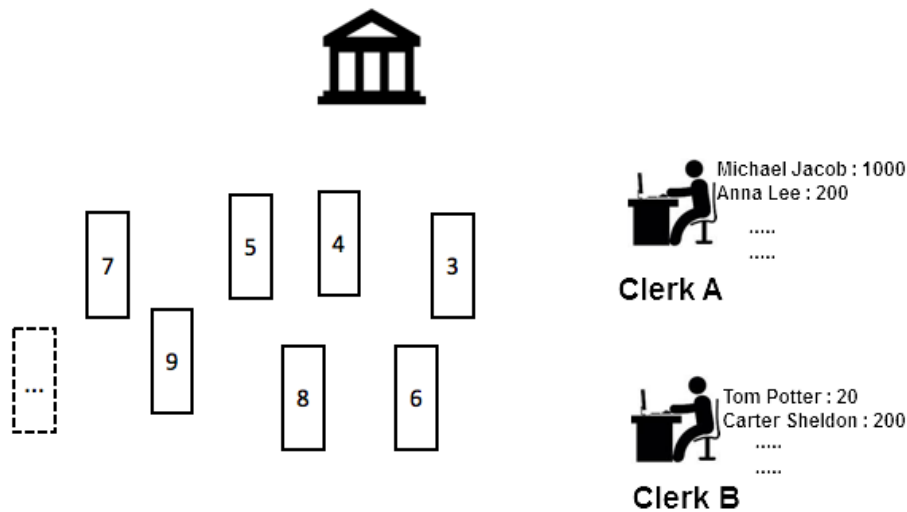 Michael Jacob : 1000
Anna Lee : 200
.....
.....
Clerk A
5
4
7
3
9
...
8
6
Tom Potter : 20
Carter Sheldon : 200
.....
.....
Clerk B